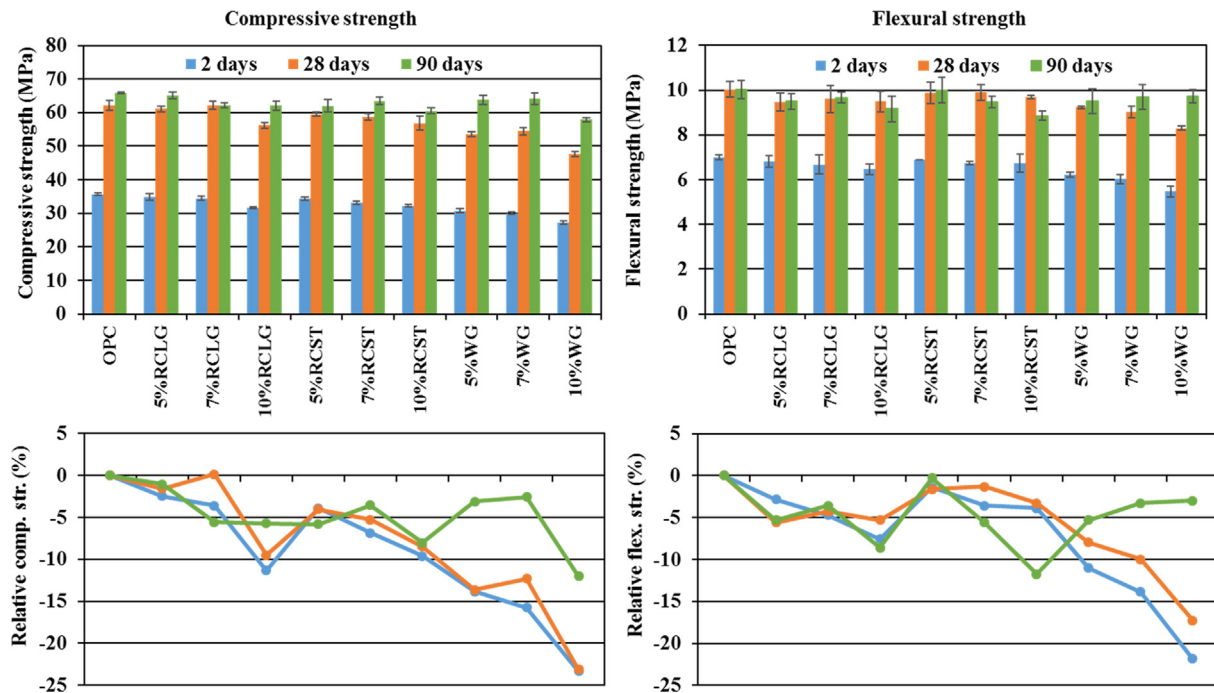 Compressive strength
Compressive strength (MPa)
80
70
60
50
40
30
20
10
0
2 days 28 days 90 days
OPC
5%RCLG
7%RCLG
10%RCLG
5%RCST
7%RCST
10%RCST
5%WG
7%WG
10%WG
Flexural strength
Flexural strength (MPa)
12
10
8
6
4
2
0
2 days 28 days 90 days
OPC
5%RCLG
7%RCLG
10%RCLG
5%RCST
7%RCST
10%RCST
5%WG
7%WG
10%WG
Relative comp. str. (%)
5
0
-5
-10
-15
-20
-25
Relative flex. str. (%)
5
0
-5
-10
-15
-20
-25